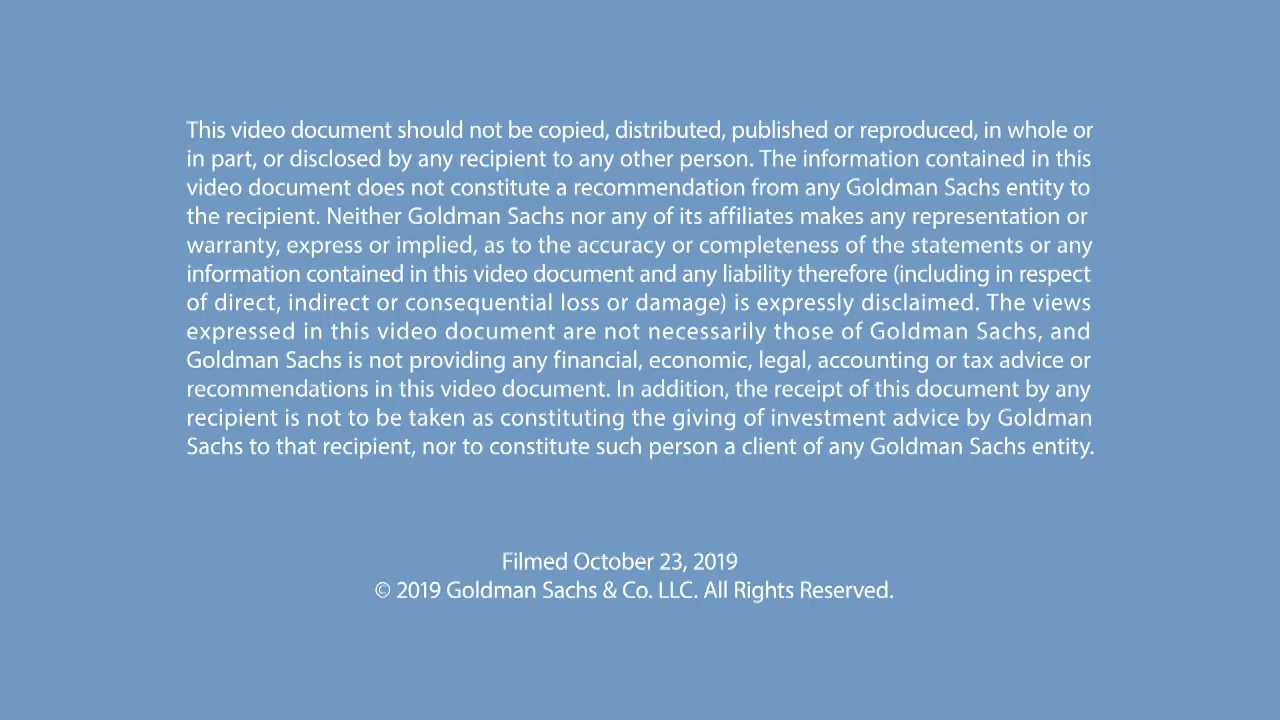 This video document should not be copied, distributed, published or reproduced, in whole or
in part, or disclosed by any recipient to any other person. The information contained in this
video document does not constitute a recommendation from any Goldman Sachs entity to
the recipient. Neither Goldman Sachs nor any of its affiliates makes any representation or
warranty, express or implied, as to the accuracy or completeness of the statements or any
information contained in this video document and any liability therefore (including in respect
of direct, indirect or consequential loss or damage) is expressly disclaimed. The views
expressed in this video document are not necessarily those of Goldman Sachs, and
Goldman Sachs is not providing any financial, economic, legal, accounting or tax advice or
recommendations in this video document. In addition, the receipt of this document by any
recipient is not to be taken as constituting the giving of investment advice by Goldman
Sachs to that recipient, nor to constitute such person a client of any Goldman Sachs entity.
Filmed October 23, 2019
© 2019 Goldman Sachs & Co. LLC. All Rights Reserved.